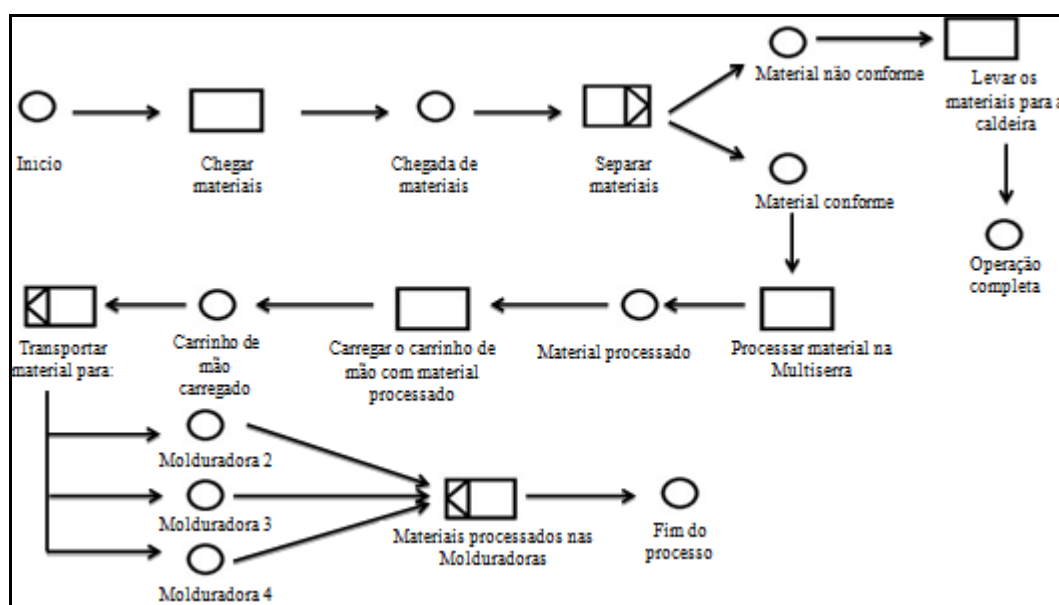 Material não conforme
Levar os
materiais para a
caldeira
Inıcio
Chegar
materiais
Chegada de
materiais
Separar
materiais
Material conforme
Operação
completa
Transportar
material para:
Carrinho de
mão
carregado
Carregar o carrinho de
mão com material
processado
Material processado
Processar material na
Multiserra
Molduradora 2
Molduradora 3
Molduradora 4
Materiais processados nas
Molduradoras
Fim do
processo